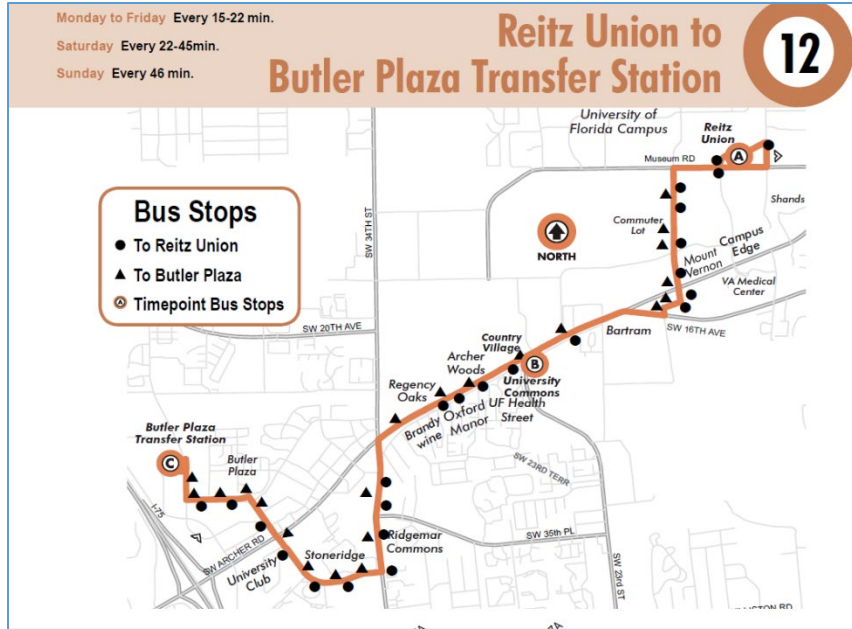 Monday to Friday Every 15-22 min.
Saturday Every 22-45min.
Sunday Every 46 min.
Reitz Union to
Butler Plaza Transfer Station
12
University of
Florida Campus
Reitz
Union
A
Museum RD
Shands
Bus Stops
To Reitz Union
To Butler Plaza
A Timepoint Bus Stops
SW 34TH ST
NORTH
Commuter
Lot
Mount
Vernon
Campus
Edge
VA Medical
Center
SW 20TH AVE
Bartram
SW 16TH AVE
Country
Village
B
University
Commons
Archer
Woods
Regency
Oaks
Brandy
wine
Oxford
Manor
UF Health
Street
Butler Plaza
Transfer Station
C
Butler
Plaza
SW 23RD TERR
I-75
SW ARCHER RD
University
Club
Stoneridge
Ridgemar
Commons
SW 35th PL
SW 23rd ST